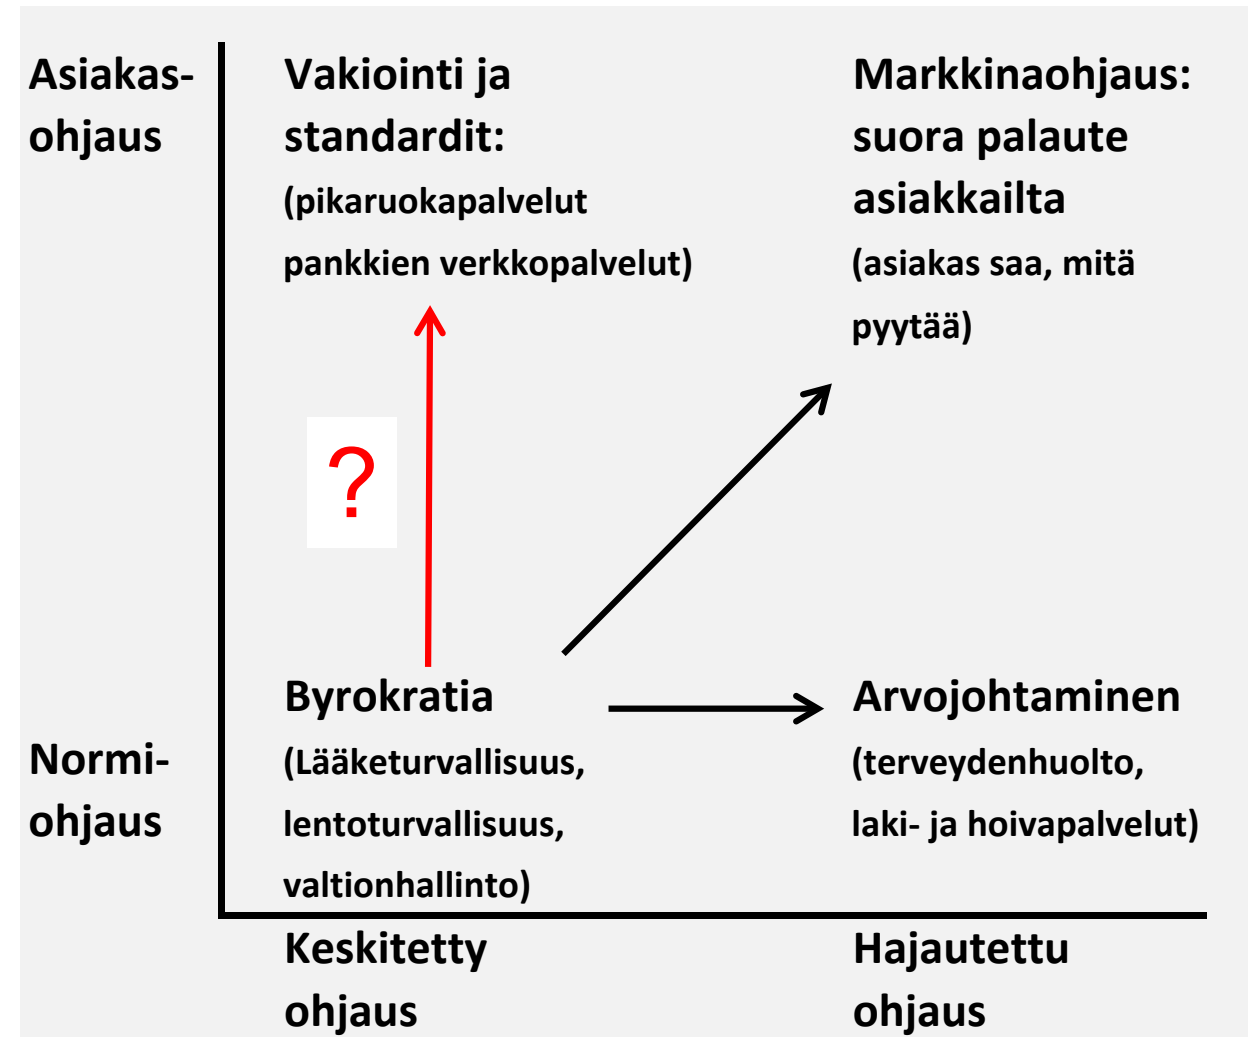 Asiakas-
ohjaus
Vakiointi ja
standardit:
(pikaruokapalvelut
pankkien verkkopalvelut)
Markkinaohjaus:
suora palaute
asiakkailta
(asiakas saa, mitä
pyytää)
?
Normi-
ohjaus
Byrokratia
(Lääketurvallisuus,
lentoturvallisuus,
valtionhallinto)
Arvojohtaminen
(terveydenhuolto,
laki- ja hoivapalvelut)
Keskitetty
ohjaus
Hajautettu
ohjaus